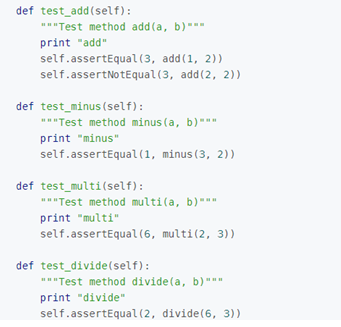 def test_add(self):
    """Test method add(a, b)"""
    print "add"
    self.assertEqual(3, add(1, 2))
    self.assertNotEqual(3, add(2, 2))
def test_minus(self):
    """Test method minus(a, b)"""
    print "minus"
    self.assertEqual(1, minus(3, 2))
def test_multi(self):
    """Test method multi(a, b)"""
    print "multi"
    self.assertEqual(6, multi(2, 3))
def test_divide(self):
    """Test method divide(a, b)"""
    print "divide"
    self.assertEqual(2, divide(6, 3))